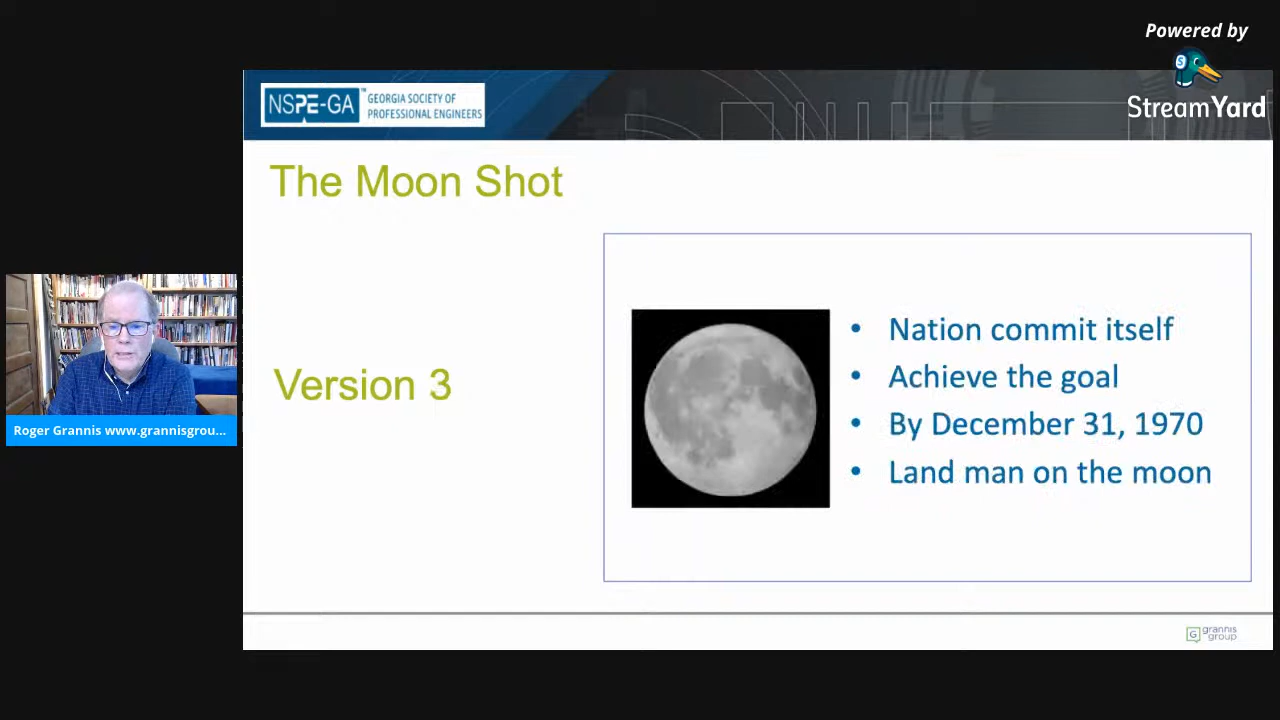 Powered by
StreamYard
NSPE-GA™ GEORGIA SOCIETY OF
PROFESSIONAL ENGINEERS
The Moon Shot
Version 3
• Nation commit itself
• Achieve the goal
• By December 31, 1970
• Land man on the moon
Roger Grannis www.grannisgrou...
G grannis
group